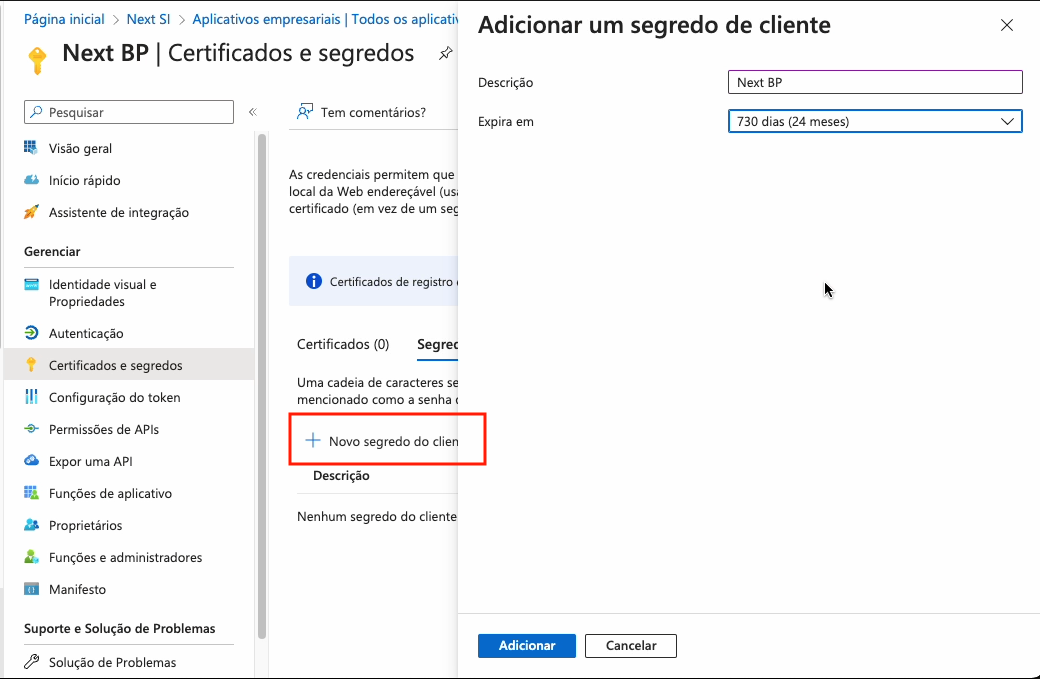 Página inicial > Next SI > Aplicativos empresariais | Todos os aplicativ
Next BP | Certificados e segredos
Pesquisar
Visão geral
Início rápido
Assistente de integração
Gerenciar
Identidade visual e
Propriedades
Autenticação
Certificados e segredos
Configuração do token
Permissões de APIs
Expor uma API
Funções de aplicativo
Proprietários
Funções e administradores
Manifesto
Suporte e Solução de Problemas
Solução de Problemas
Tem comentários?
As credenciais permitem que
local da Web endereçável (usa
certificado (em vez de um seg
Certificados de registro
Certificados (0)
Segred
Uma cadeia de caracteres se
mencionado como a senha
Novo segredo do clien
Descrição
Nenhum segredo do cliente
Adicionar um segredo de cliente
Descrição
Next BP
Expira em
730 dias (24 meses)
Adicionar
Cancelar